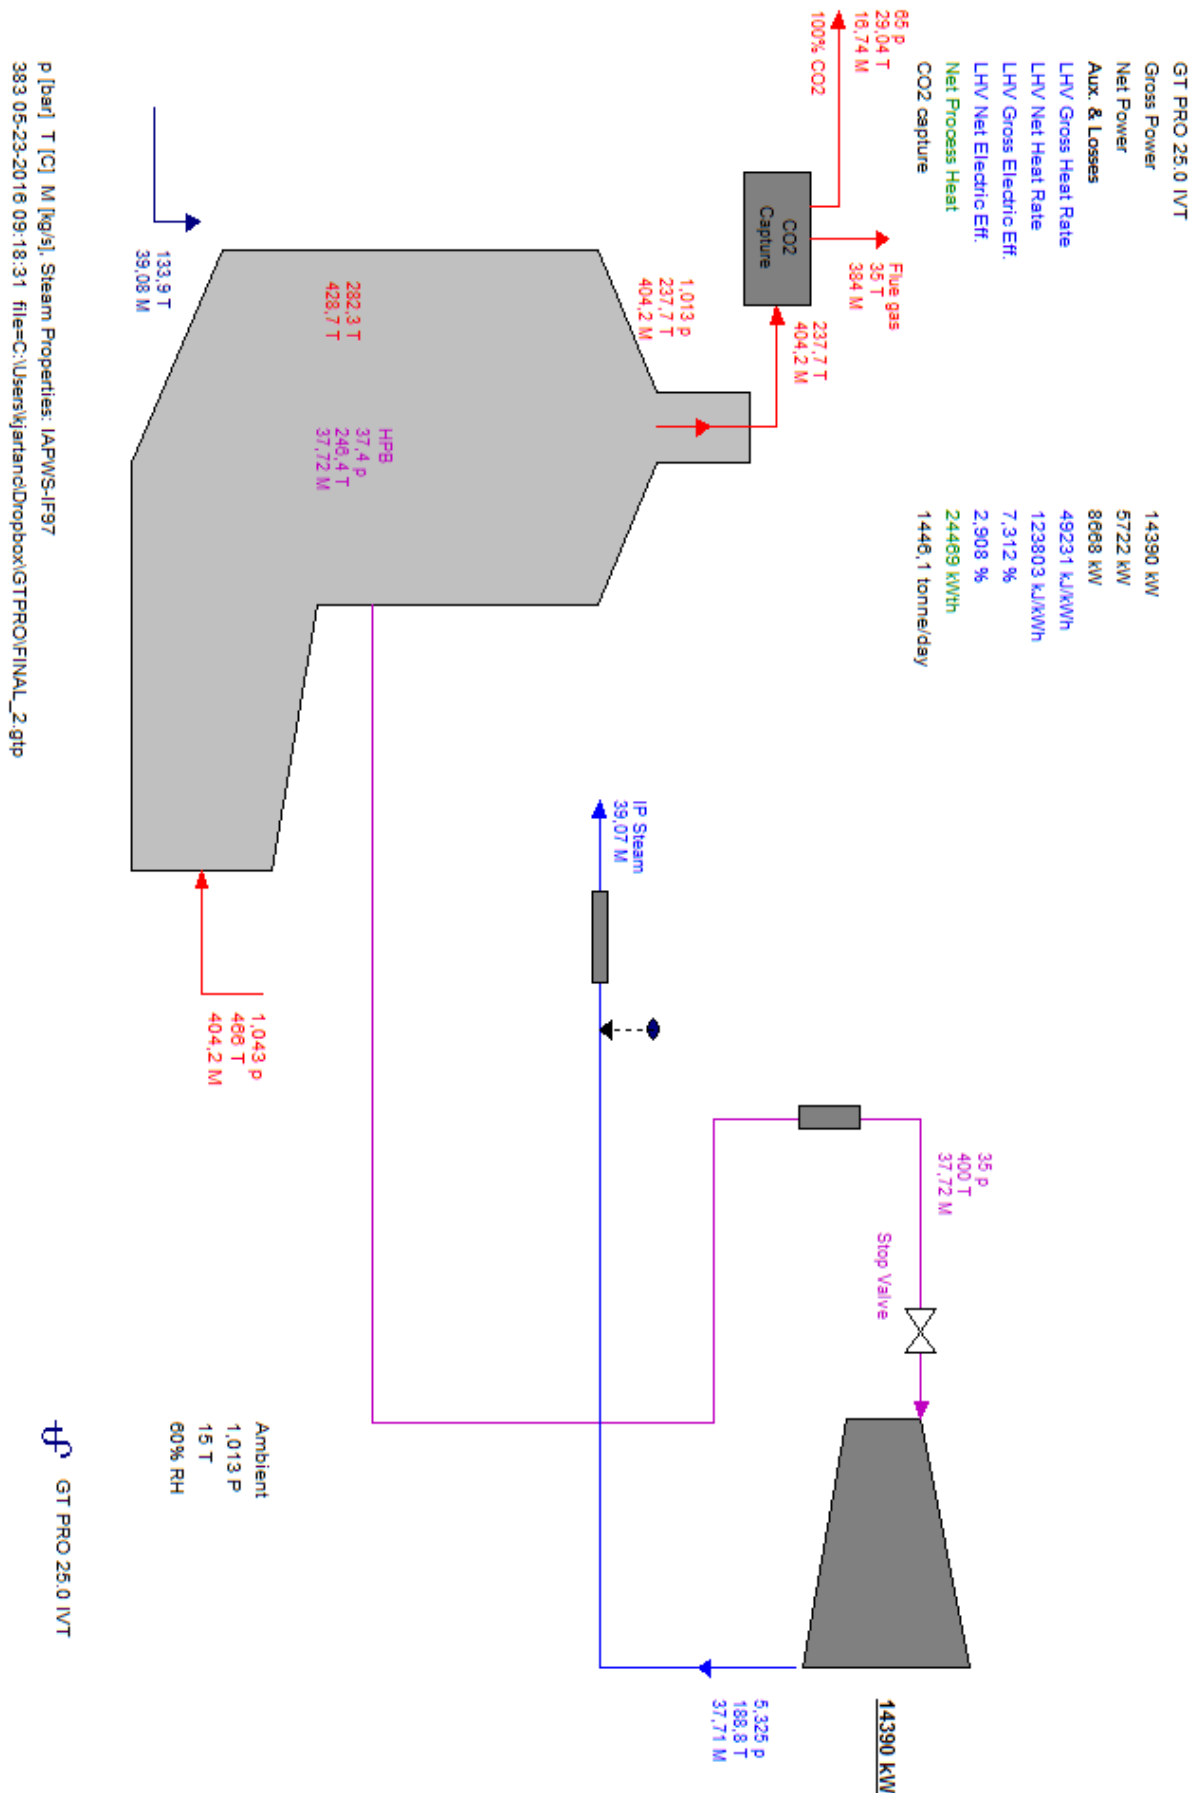 GT PRO 25.0 IVT
Gross Power 14390 kW
Net Power 5722 kW
Aux. & Losses 8668 kW
LHV Gross Heat Rate 49231 kJ/kWh
LHV Net Heat Rate 123803 kJ/kWh
LHV Gross Electric Eff. 7,312 %
LHV Net Electric Eff. 2,908 %
Net Process Heat 24469 kWth
CO2 capture 1446,1 tonne/day
65 p
29,04 T
16,74 M
100% CO2
Flue gas
35 T
384 M
CO2
Capture
237,7 T
404,2 M
1,013 p
237,7 T
404,2 M
282,3 T
428,7 T
HPB
37,4 p
246,4 T
37,72 M
133,9 T
39,08 M
IP Steam
39,07 M
1,043 p
466 T
404,2 M
35 p
400 T
37,72 M
Stop Valve
14390 kW
5,325 p
188,8 T
37,71 M
Ambient
1,013 P
15 T
60% RH
p [bar] T [C] M [kg/s], Steam Properties: IAPWS-IF97
383 05-23-2016 09:18:31 file=C:\Users\kjartanc\Dropbox\GTPRO\FINAL_2.gtp
GT PRO 25.0 IVT